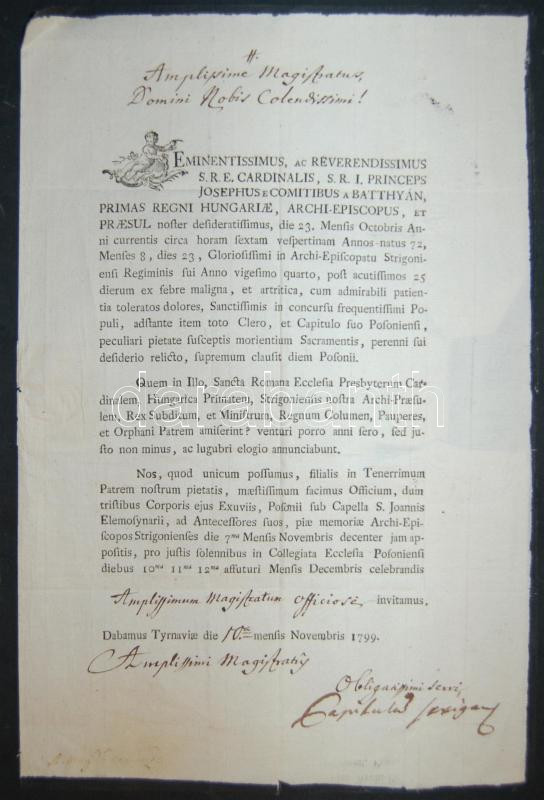 Amplissime Magistratus,
Domini Nobis Colendissimi!
EMINENTISSIMUS, AC REVERENDISSIMUS
S. R. E. CARDINALIS, S. R. I. PRINCEPS
JOSEPHUS E COMITIBUS A BATTHYÁN,
PRIMAS REGNI HUNGARIÆ, ARCHI-EPISCOPUS, ET
PRÆSUL noster desideratissimus, die 23. Mensis Octobris An-
ni currentis circa horam sextam vespertinam Annos natus 72,
Menses 8, dies 23, Gloriosissimi in Archi-Episcopatu Strigoni-
ensi Regiminis sui Anno vigesimo quarto, post acutissimos 25
dierum ex febre maligna, et artritica, cum admirabili patien-
tia toleratos dolores, Sanctissimis in concursu frequentissimi Po-
puli, adstante item toto Clero, et Capitulo suo Posoniensi,
peculiari pietate susceptis morientium Sacramentis, perenni sui
desiderio relicto, supremum clausit diem Posonii.
Quem in Illo, Sancta Romana Ecclesia Presbyterum Car-
dinalem, Hungarica Primatem, Strigoniensis nostra Archi-Præsu-
lem, Rex Subditum, et Ministrum, Regnum Columen, Pauperes,
et Orphani Patrem amiserint? venturi porro anni sero, sed ju-
sto non minus, ac lugubri elogio annunciabunt.
Nos, quod unicum possumus, filialis in Tenerrimum
Patrem nostrum pietatis, mæstissimum facimus Officium, dum
tristibus Corporis ejus Exuviis, Posonii sub Capella S. Joannis
Elemosynarii, ad Antecessores suos, piæ memoriæ Archi-Epi-
scopos Strigonienses die 7ma Mensis Novembris decenter jam ap-
positis, pro justis solennibus in Collegiata Ecclesia Posoniensi
diebus 10ma 11ma 12ma affuturi Mensis Decembris celebrandis
Amplissimum Magistratum officiose invitamus.
Dabamus Tyrnaviæ die 10ma mensis Novembris 1799.
Amplissimi Magistratus
Obligatissimi servi,
Capitulum
darabanth